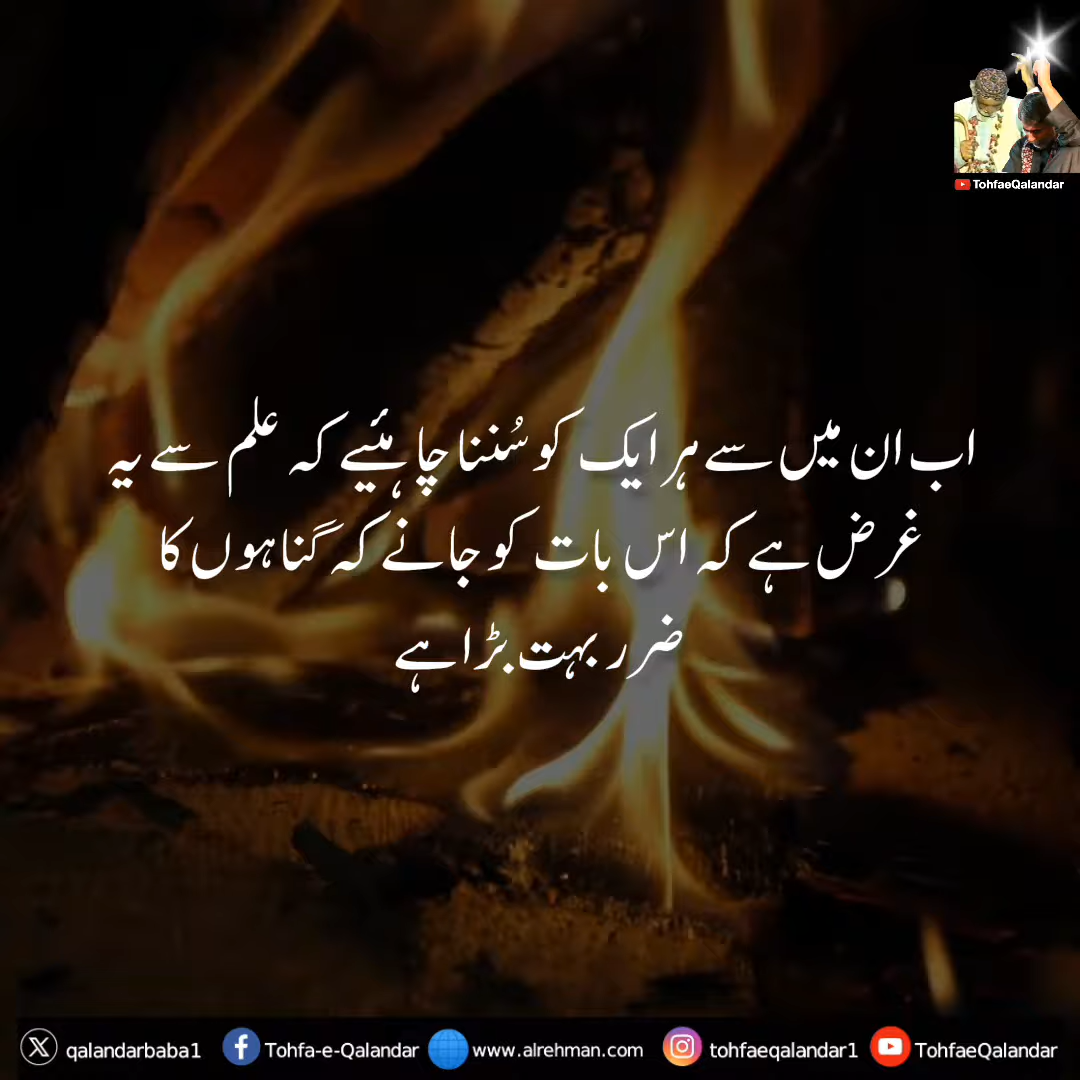 TohfaeQalandar
اب ان میں سے ہر ایک کو سُننا چاہئیے کہ علم سے یہ
غرض ہے کہ اس بات کو جانے کہ گناہوں کا
ضرر بہت بڑا ہے
qalandarbaba1 Tohfa-e-Qalandar www.alrehman.com tohfaeqalandar1 TohfaeQalandar